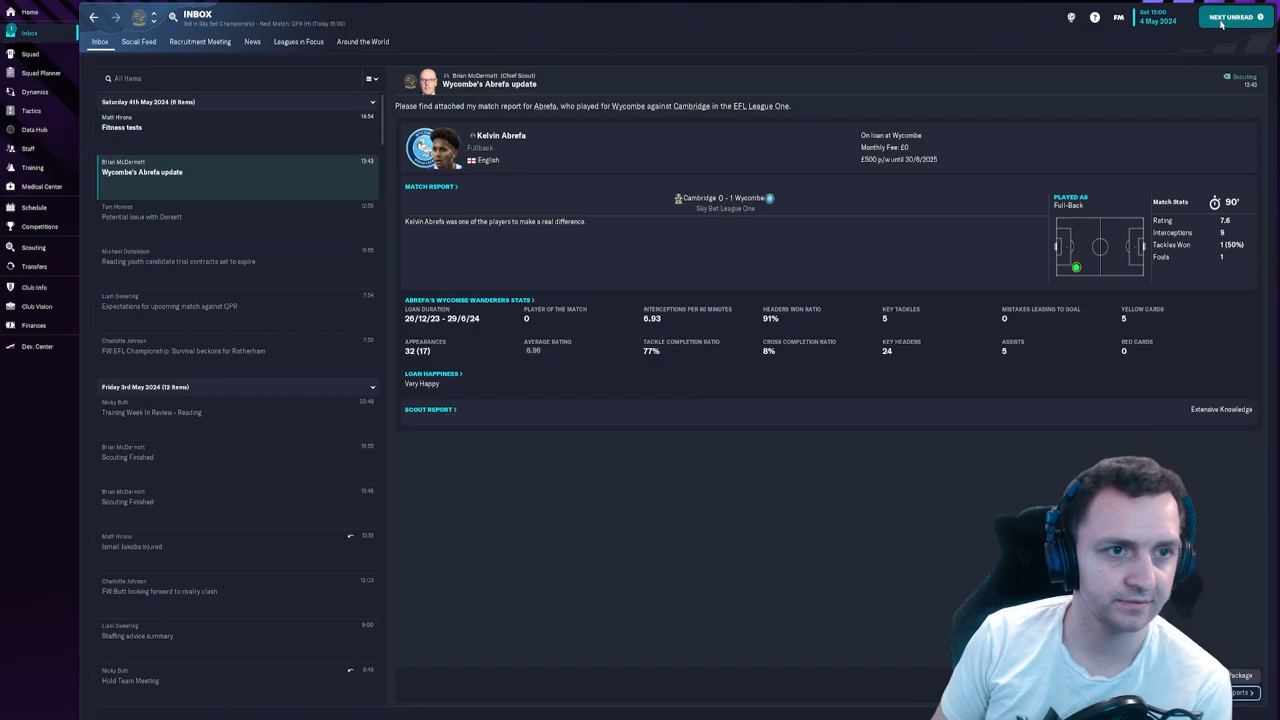 Home
INBOX
3rd in Sky Bet Championship - Next Match: QPR (H) (Today 15:00)
FM
Sat 15:00
4 May 2024
NEXT UNREAD
Inbox
Squad
Squad Planner
Dynamics
Tactics
Data Hub
Staff
Training
Medical Center
Schedule
Competitions
Scouting
Transfers
Club Info
Club Vision
Finances
Dev. Center
Inbox Social Feed Recruitment Meeting News Leagues in Focus Around the World
All Items
Saturday 4th May 2024 (6 items)
Matt Hirons 14:54
Fitness tests
Brian McDermott 13:43
Wycombe's Abrefa update
Tom Holmes 12:55
Potential issue with Dorsett
Michael Donaldson 11:55
Reading youth candidate trial contracts set to expire
Liam Sweeting 7:54
Expectations for upcoming match against QPR
Charlotte Johnson 7:52
FW:EFL Championship: Survival beckons for Rotherham
Friday 3rd May 2024 (12 items)
Nicky Butt 20:48
Training Week In Review - Reading
Brian McDermott 16:55
Scouting Finished
Brian McDermott 15:48
Scouting Finished
Matt Hirons 13:51
Ismail Jakobs injured
Charlotte Johnson 12:03
FW:Butt looking forward to rivalry clash
Liam Sweeting 9:00
Staffing advice summary
Nicky Butt 8:49
Hold Team Meeting
Brian McDermott (Chief Scout)
Wycombe's Abrefa update
Scouting
13:43
Please find attached my match report for Abrefa, who played for Wycombe against Cambridge in the EFL League One.
Kelvin Abrefa
Fullback
English
On loan at Wycombe
Monthly Fee: £0
£500 p/w until 30/6/2025
MATCH REPORT
Cambridge 0 - 1 Wycombe
Sky Bet League One
Kelvin Abrefa was one of the players to make a real difference.
PLAYED AS
Full-Back
Match Stats 90'
Rating 7.6
Interceptions 9
Tackles Won 1 (50%)
Fouls 1
ABREFA'S WYCOMBE WANDERERS STATS
LOAN DURATION PLAYER OF THE MATCH INTERCEPTIONS PER 90 MINUTES HEADERS WON RATIO KEY TACKLES MISTAKES LEADING TO GOAL YELLOW CARDS
26/12/23 - 29/6/24 0 6.93 91% 5 0 5
APPEARANCES AVERAGE RATING TACKLE COMPLETION RATIO CROSS COMPLETION RATIO KEY HEADERS ASSISTS RED CARDS
32 (17) 6.96 77% 8% 24 5 0
LOAN HAPPINESS
Very Happy
SCOUT REPORT
Extensive Knowledge
Package
ports